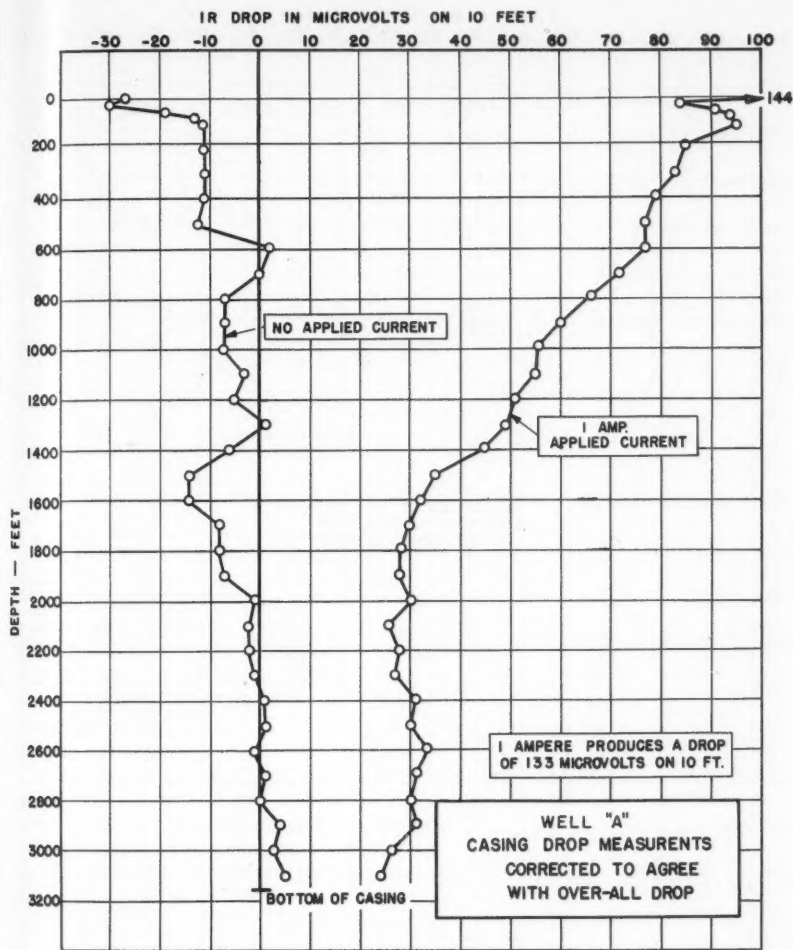 IR DROP IN MICROVOLTS ON 10 FEET
-30 -20 -10 0 10 20 30 40 50 60 70 80 90 100
0
144
200
400
600
800
NO APPLIED CURRENT
1000
1200
1 AMP.
APPLIED CURRENT
1400
1600
1800
2000
DEPTH — FEET
2200
2400
2600
1 AMPERE PRODUCES A DROP
OF 133 MICROVOLTS ON 10 FT.
2800
3000
3200
BOTTOM OF CASING
WELL "A"
CASING DROP MEASURENTS
CORRECTED TO AGREE
WITH OVER-ALL DROP